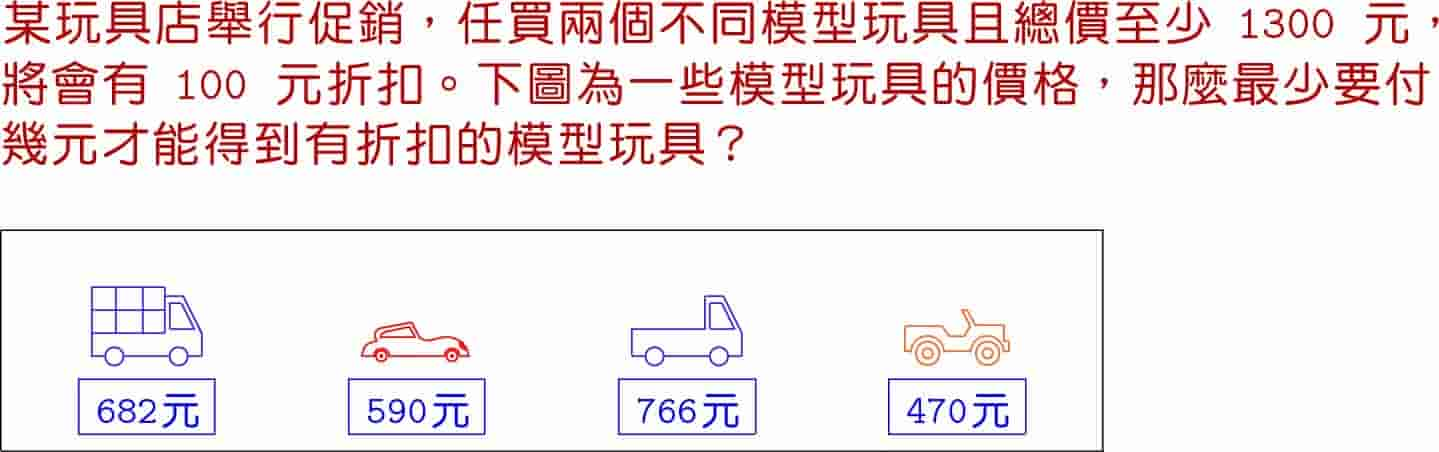 某玩具店舉行促銷，任買兩個不同模型玩具且總價至少 1300 元，
將會有 100 元折扣。下圖為一些模型玩具的價格，那麼最少要付
幾元才能得到有折扣的模型玩具？
682元 590元 766元 470元